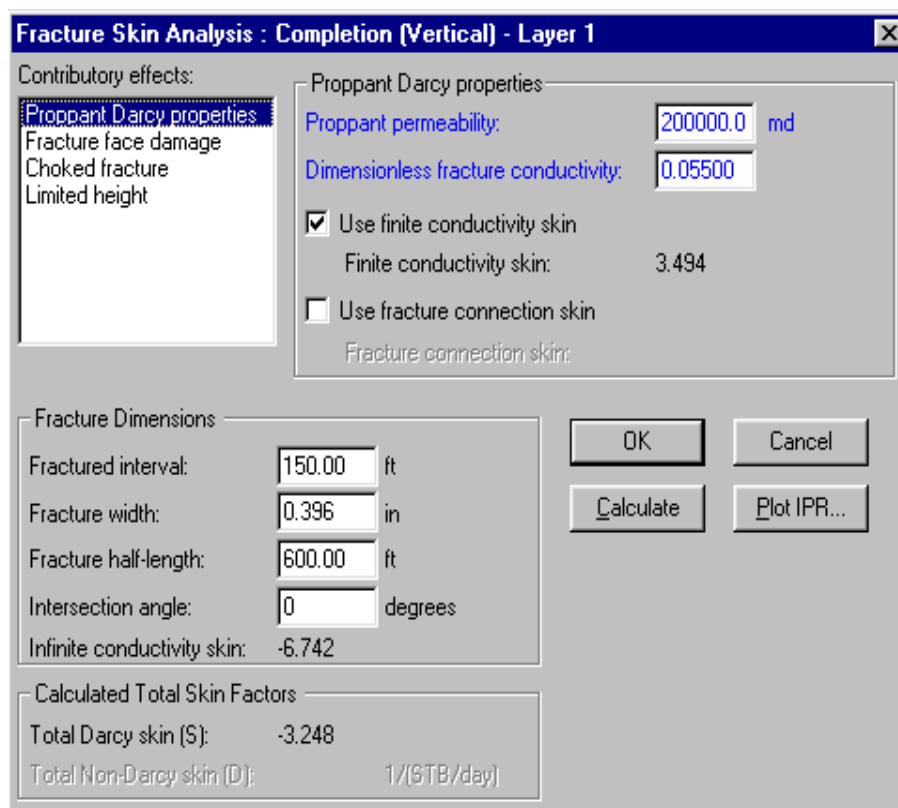 Fracture Skin Analysis : Completion (Vertical) - Layer 1
Contributory effects:
Proppant Darcy properties
Fracture face damage
Choked fracture
Limited height
Proppant Darcy properties
Proppant permeability: 200000.0 md
Dimensionless fracture conductivity: 0.05500
Use finite conductivity skin
Finite conductivity skin: 3.494
Use fracture connection skin
Fracture connection skin:
Fracture Dimensions
Fractured interval: 150.00 ft
Fracture width: 0.396 in
Fracture half-length: 600.00 ft
Intersection angle: 0 degrees
Infinite conductivity skin: -6.742
OK Cancel
Calculate Plot IPR...
Calculated Total Skin Factors
Total Darcy skin (S): -3.248
Total Non-Darcy skin (D): 1/(STB/day)